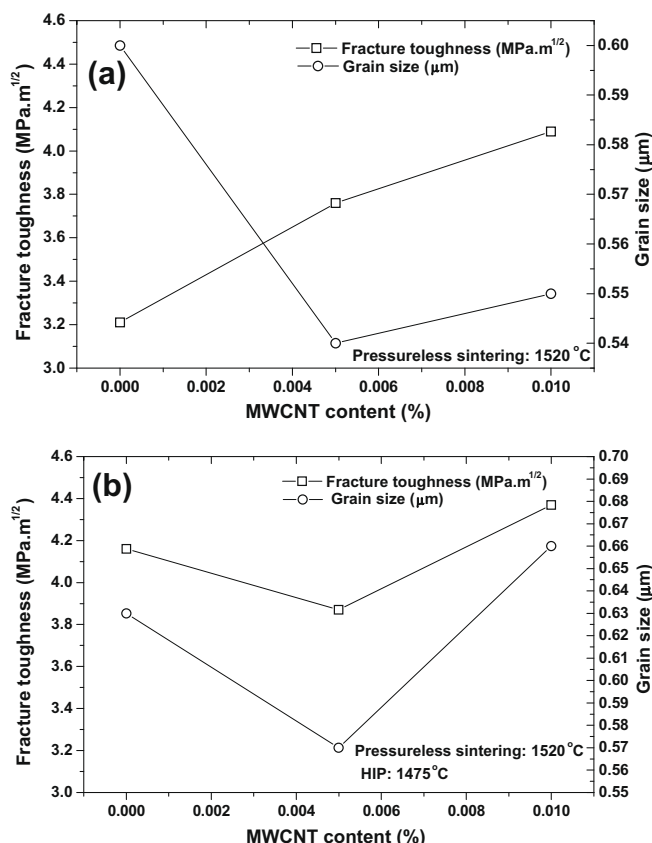 (a)
Fracture toughness (MPa.m1/2)
Grain size (μm)
4.6
4.4
4.2
4.0
3.8
3.6
3.4
3.2
3.0
Fracture toughness (MPa.m1/2)
0.60
0.58
0.57
0.56
0.55
0.54
Grain size (μm)
Pressureless sintering: 1520 °C
0.000 0.002 0.004 0.006 0.008 0.010
MWCNT content (%)
(b)
Fracture toughness (MPa.m1/2)
Grain size (μm)
4.6
4.4
4.2
4.0
3.8
3.6
3.4
3.2
3.0
Fracture toughness (MPa.m1/2)
0.70
0.69
0.68
0.67
0.66
0.65
0.64
0.63
0.62
0.61
0.60
0.59
0.58
0.57
0.56
0.55
Grain size (μm)
Pressureless sintering: 1520°C
HIP: 1475°C
0.000 0.002 0.004 0.006 0.008 0.010
MWCNT content (%)